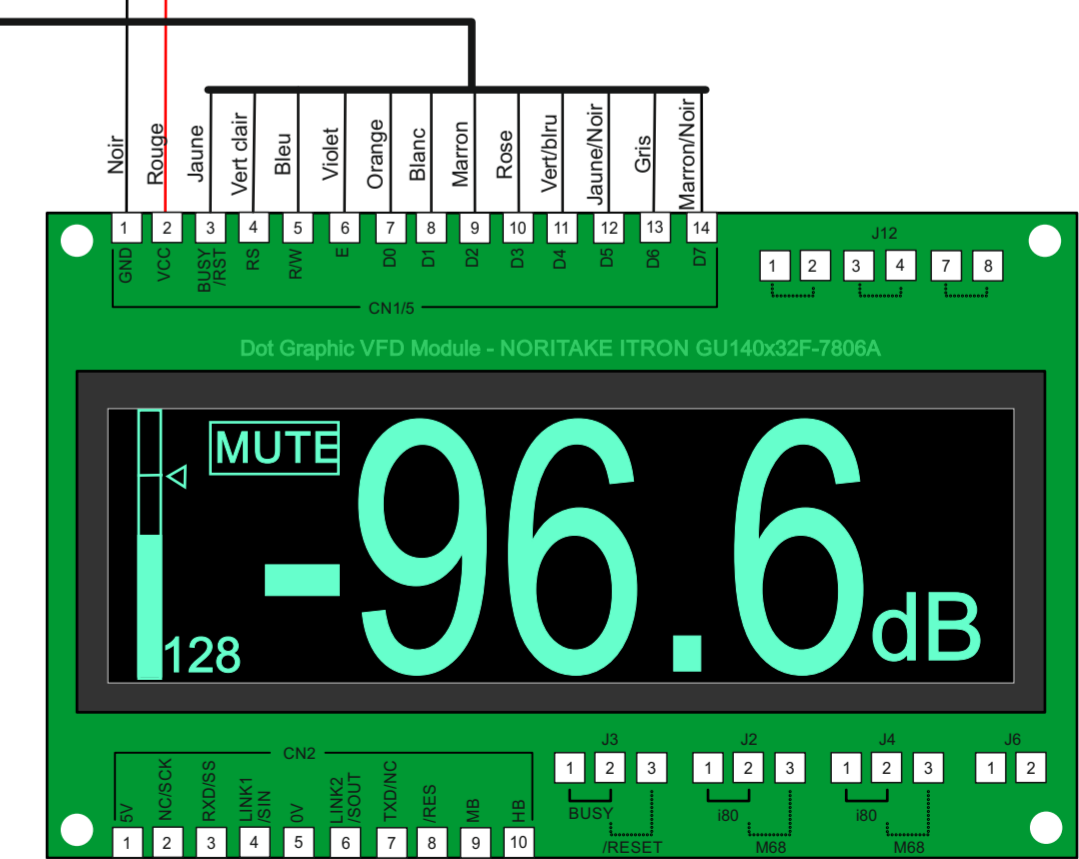 Noir Rouge Jaune Vert clair Bleu Violet Orange Blanc Marron Rose Vert/blru Jaune/Noir Gris Marron/Noir
1 2 3 4 5 6 7 8 9 10 11 12 13 14
GND VCC BUSY /RST RS R/W E D0 D1 D2 D3 D4 D5 D6 D7
CN1/5
J12
1 2 3 4 7 8
Dot Graphic VFD Module - NORITAKE ITRON GU140x32F-7806A
MUTE
-96.6dB
128
CN2
5V NC/SCK RXD/SS LINK1 /SIN 0V LINK2 /SOUT TXD/NC /RES MB HB
1 2 3 4 5 6 7 8 9 10
J3
1 2 3
BUSY
/RESET
J2
1 2 3
i80
M68
J4
1 2 3
i80
M68
J6
1 2